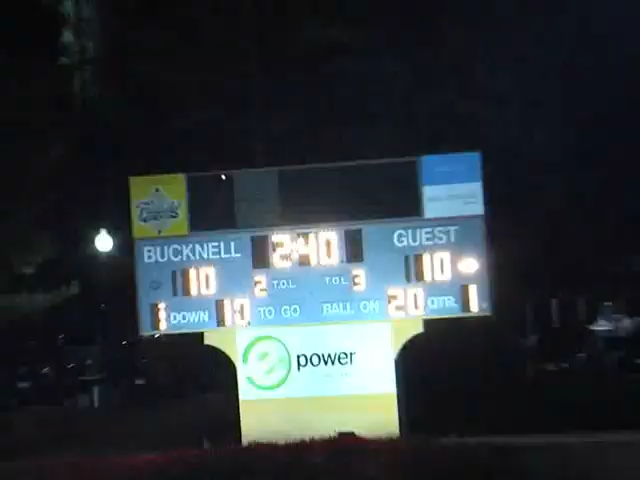 BUCKNELL 2:40 GUEST
10 2 T.O.L T.O.L 3 10
1 DOWN 10 TO GO BALL ON 20 QTR. 1
e power